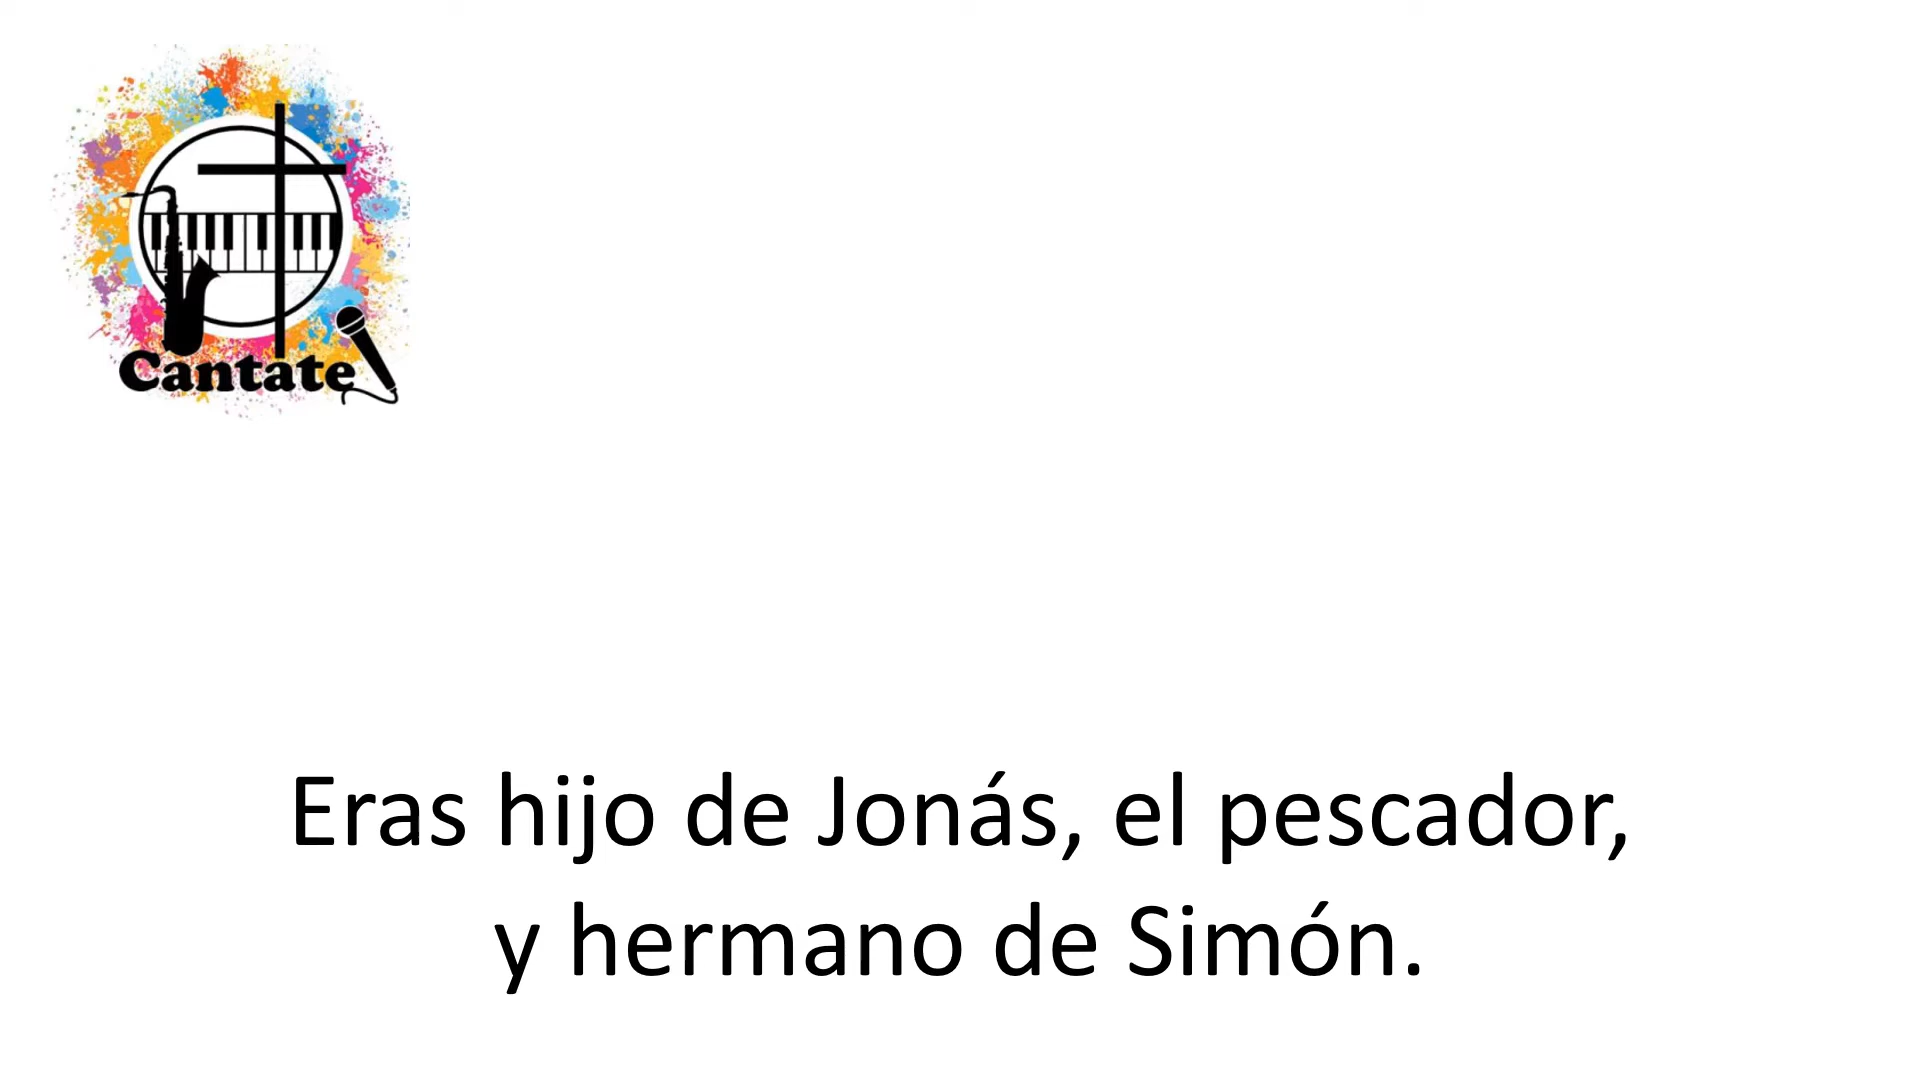 Cantate
Eras hijo de Jonás, el pescador,
y hermano de Simón.